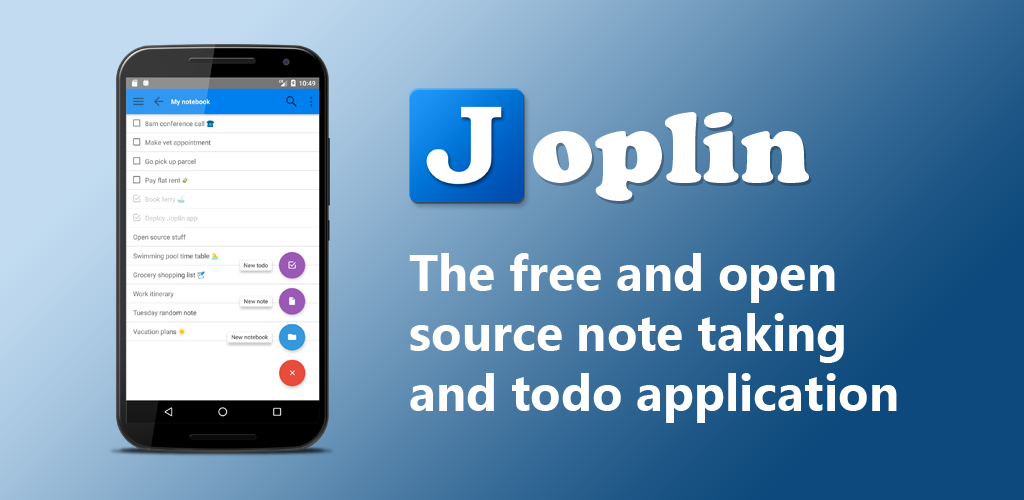 10:49
My notebook
8am conference call ☎️
Make vet appointment
Go pick up parcel
Pay flat rent 💸
Book ferry 🚢
Deploy Joplin app
Open source stuff
Swimming pool time table 🏊
Grocery shopping list 🛒
Work itinerary
Tuesday random note
Vacation plans ☀️
New todo
New note
New notebook
Joplin
The free and open
source note taking
and todo application